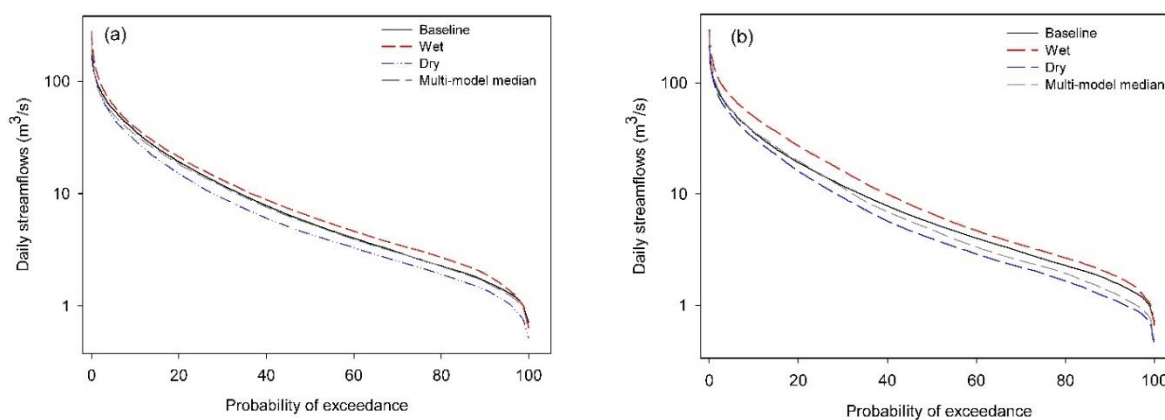 (a)
Baseline
Wet
Dry
Multi-model median
Daily streamflows (m³/s)
100
10
1
0 20 40 60 80 100
Probability of exceedance
(b)
Baseline
Wet
Dry
Multi-model median
Daily streamflows (m³/s)
100
10
1
0 20 40 60 80 100
Probability of exceedance